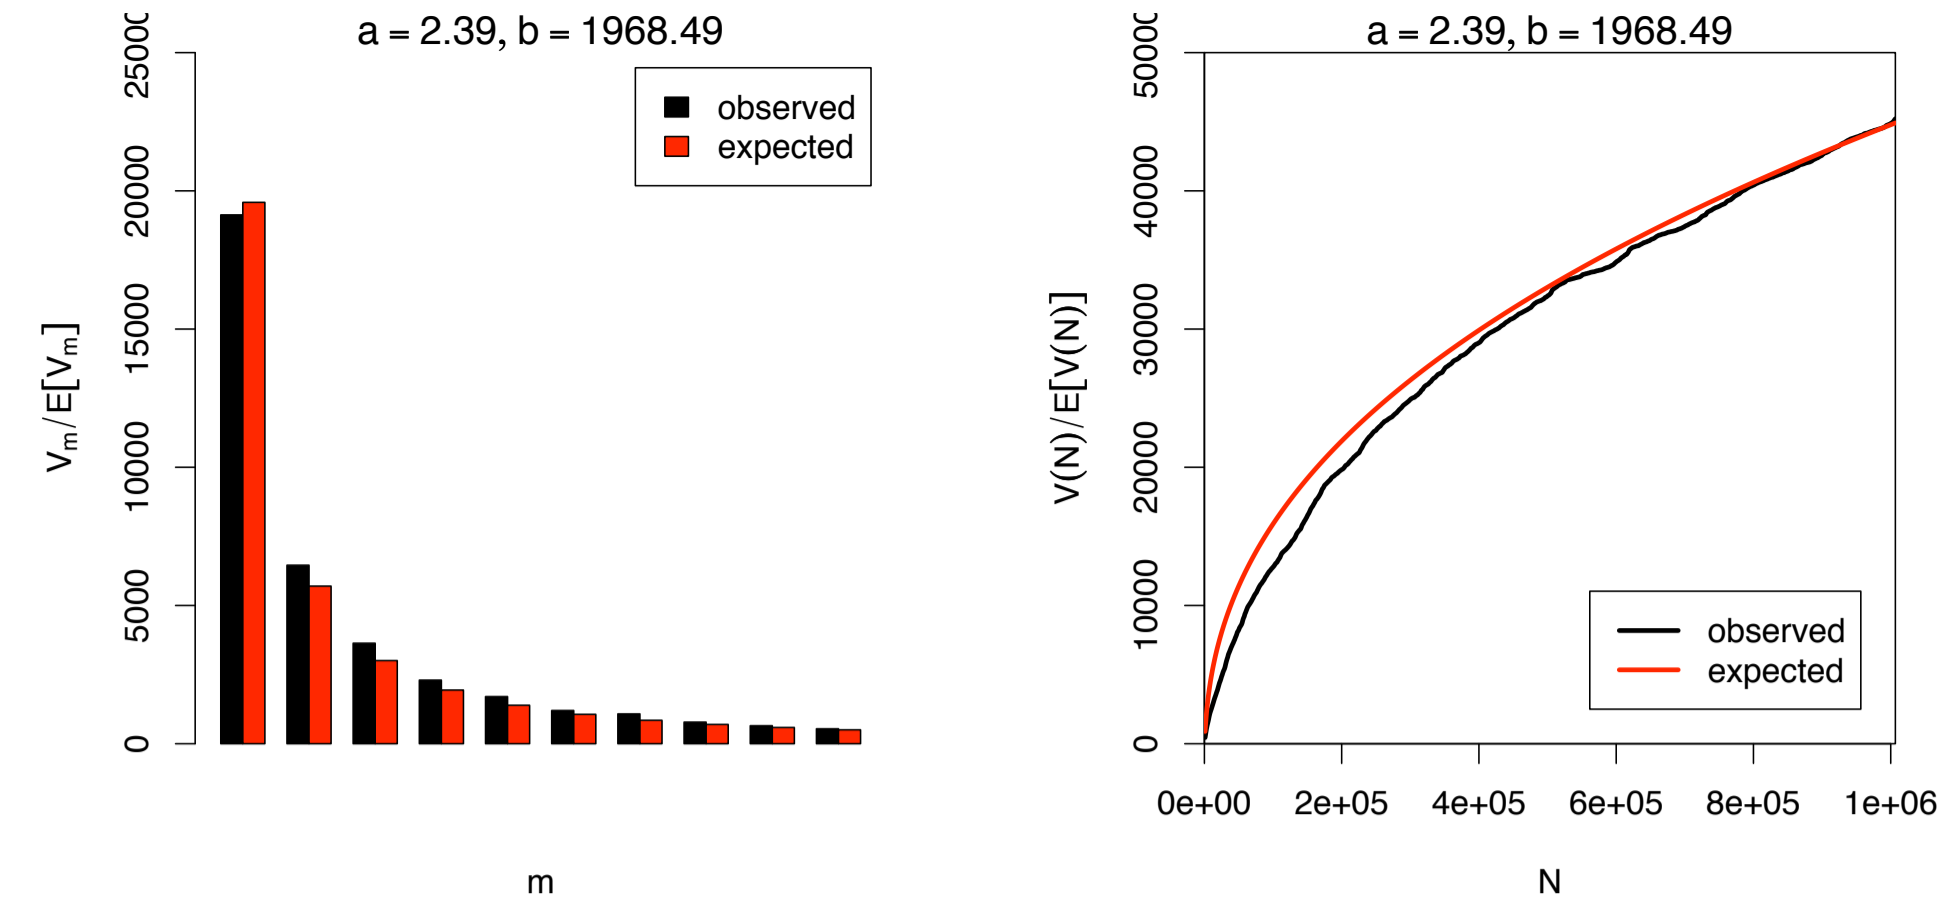 a = 2.39, b = 1968.49
25000
20000
15000
10000
5000
0
Vm/E[Vm]
observed
expected
m
a = 2.39, b = 1968.49
50000
40000
30000
20000
10000
0
V(N)/E[V(N)]
observed
expected
0e+00 2e+05 4e+05 6e+05 8e+05 1e+06
N